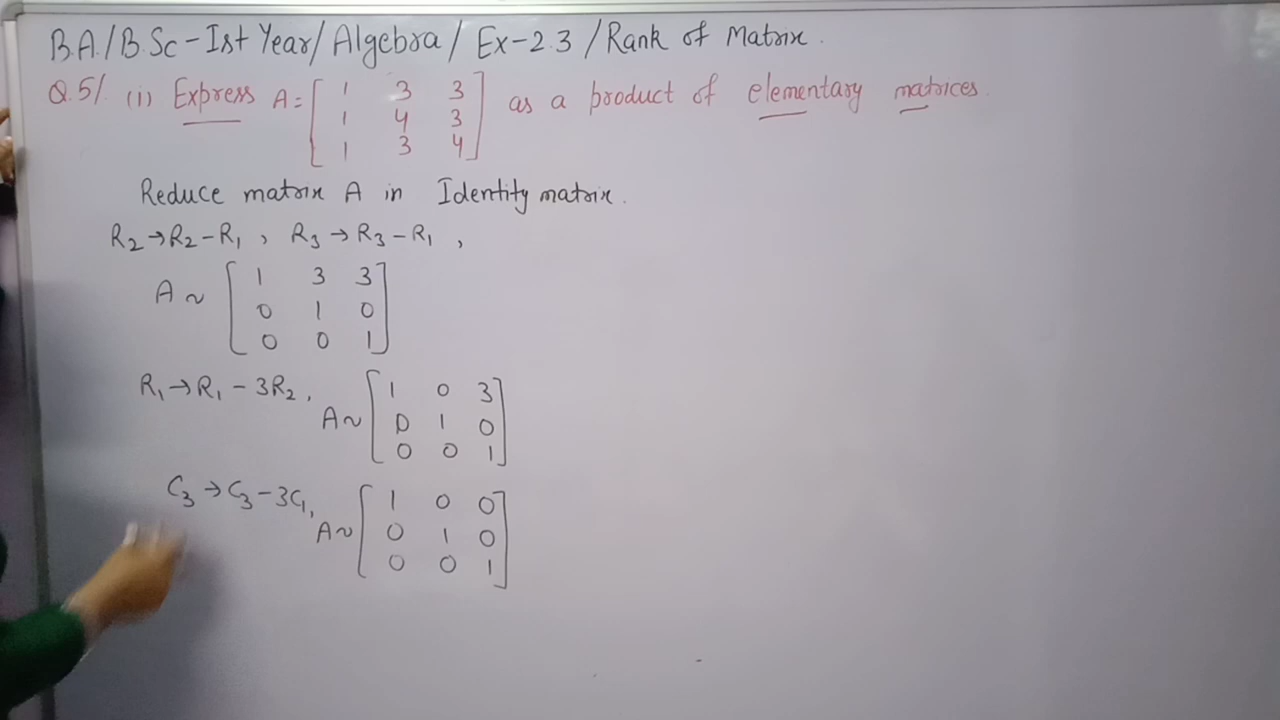 B.A./B.Sc-Ist Year/Algebra/Ex-2.3/Rank of Matrix.
Q.5/. (i) Express A=[1 3 3 as a product of elementary matrices.
1 4 3
1 3 4]
Reduce matrix A in Identity matrix.
R₂→R₂-R₁, R₃→R₃-R₁,
A~[1 3 3
0 1 0
0 0 1]
R₁→R₁-3R₂, A~[1 0 3
0 1 0
0 0 1]
C₃→C₃-3C₁, A~[1 0 0
0 1 0
0 0 1]